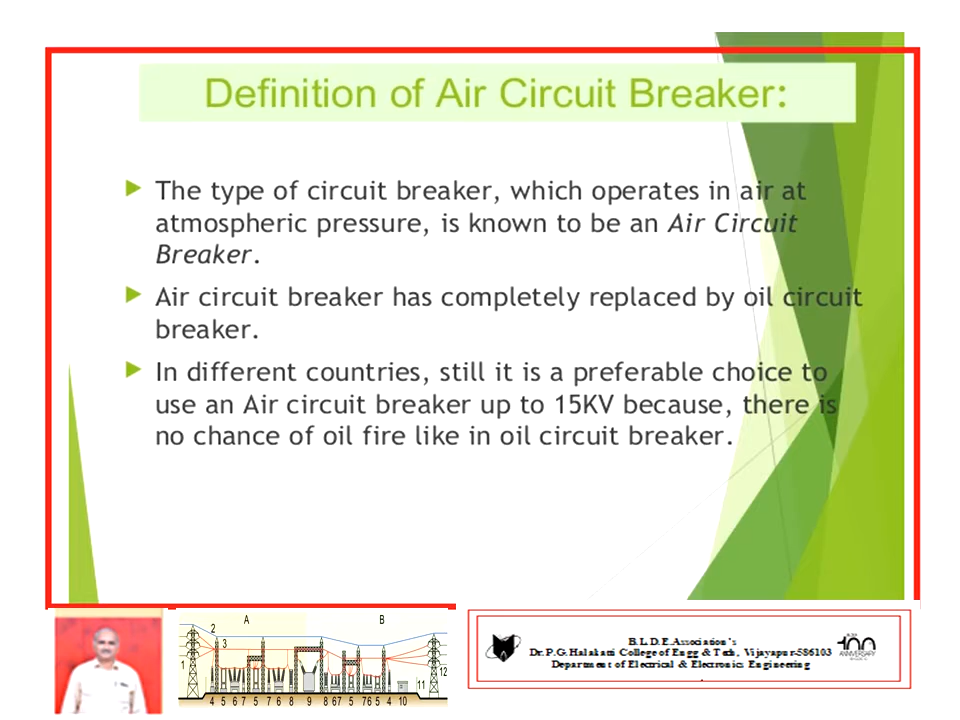 Definition of Air Circuit Breaker:
The type of circuit breaker, which operates in air at
atmospheric pressure, is known to be an Air Circuit
Breaker.
Air circuit breaker has completely replaced by oil circuit
breaker.
In different countries, still it is a preferable choice to
use an Air circuit breaker up to 15KV because, there is
no chance of oil fire like in oil circuit breaker.
A B
2
3
1
12
11
4 5 6 7 5 7 6 8 9 8 67 5 76 5 4 10
B.L.D.E.Association's
Dr.P.G.Halakatti College of Engg & Tech, Vijayapur-586103
Department of Electrical & Electronics Engineering
100
ANNIVERSARY